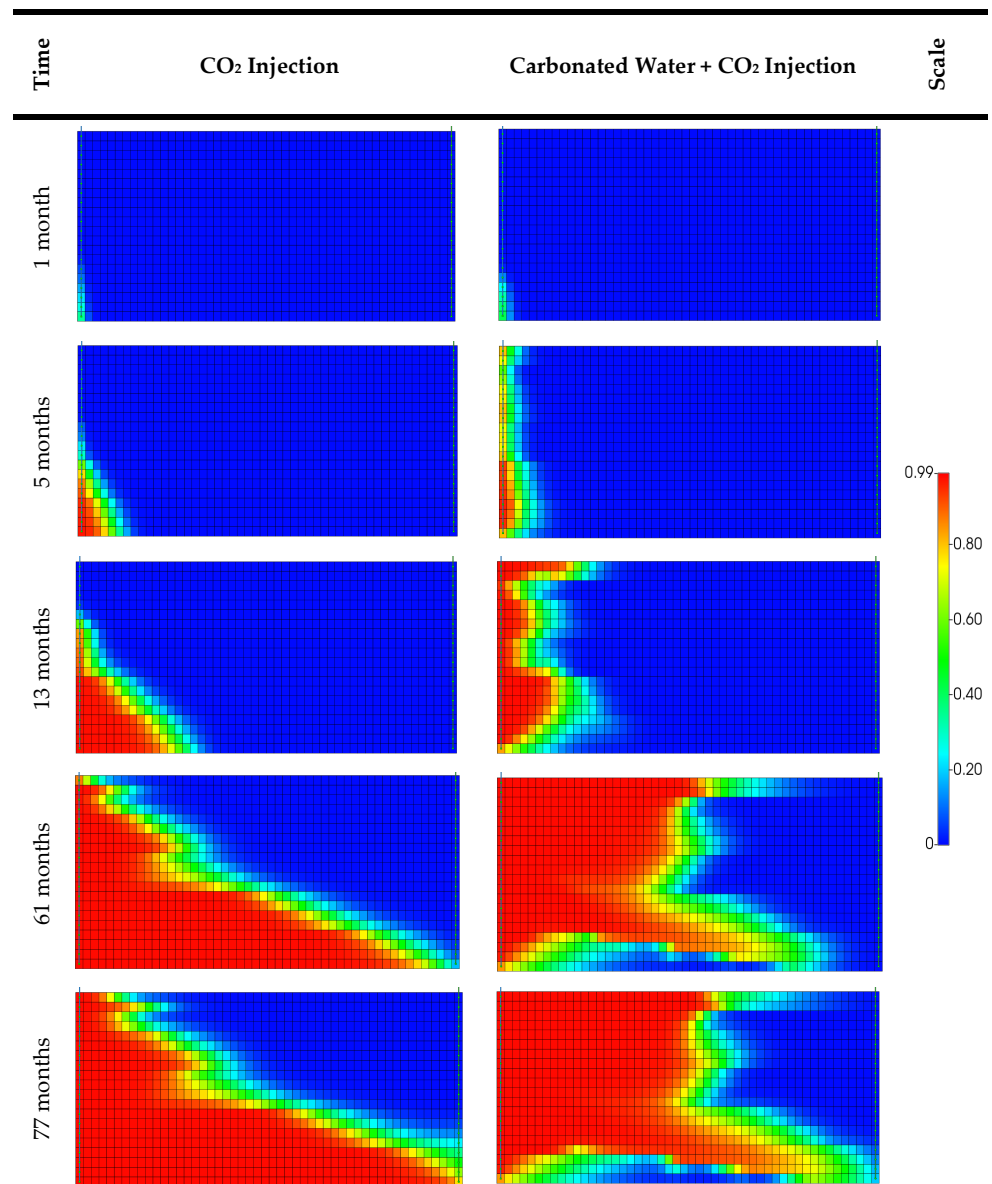 Time
CO₂ Injection
Carbonated Water + CO₂ Injection
Scale
1 month
5 months
13 months
61 months
77 months
0.99
0.80
0.60
0.40
0.20
0